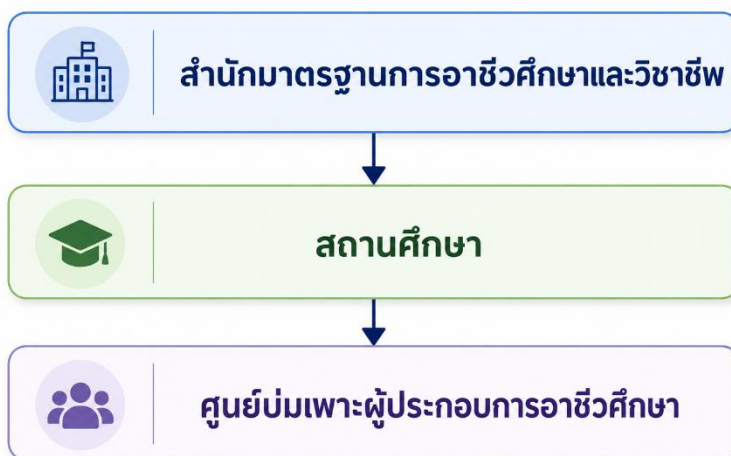 สำนักมาตรฐานการอาชีวศึกษาและวิชาชีพ
สถานศึกษา
ศูนย์บ่มเพาะผู้ประกอบการอาชีวศึกษา